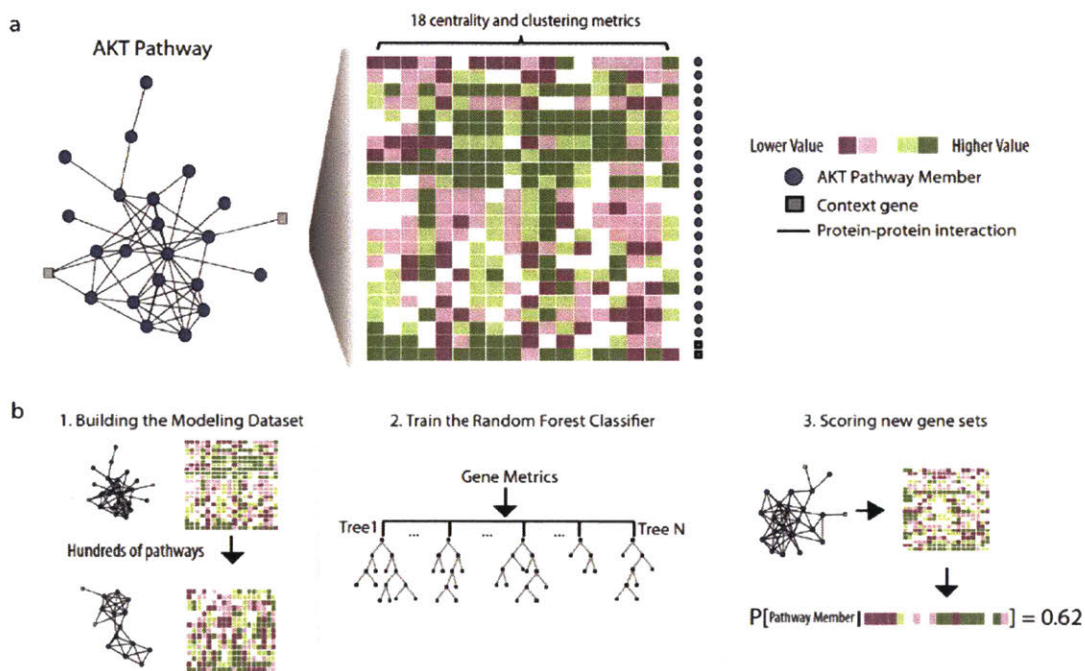 a
18 centrality and clustering metrics
AKT Pathway
Lower Value
Higher Value
AKT Pathway Member
Context gene
Protein-protein interaction
b
1. Building the Modeling Dataset
2. Train the Random Forest Classifier
3. Scoring new gene sets
Gene Metrics
Tree1 ... ... ... Tree N
Hundreds of pathways
P[Pathway Member| ] = 0.62